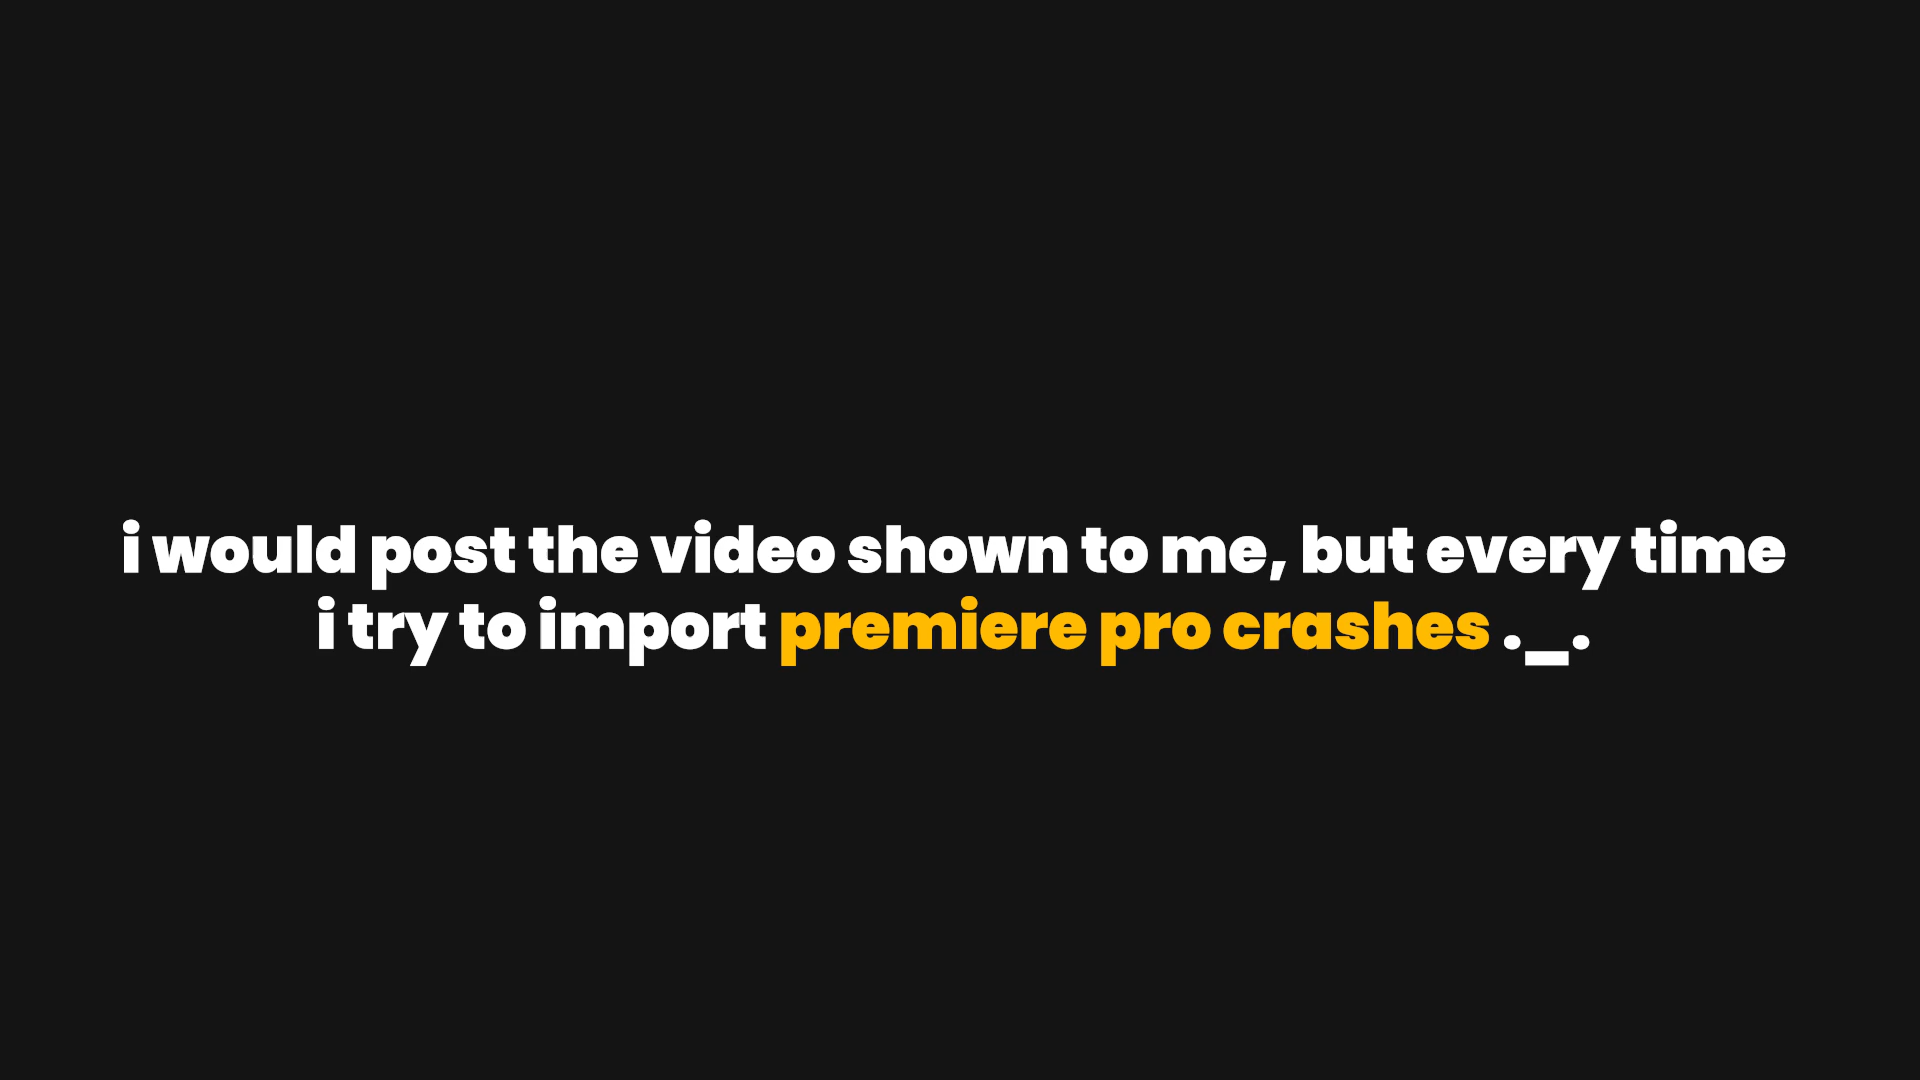 i would post the video shown to me, but every time
i try to import premiere pro crashes ._.